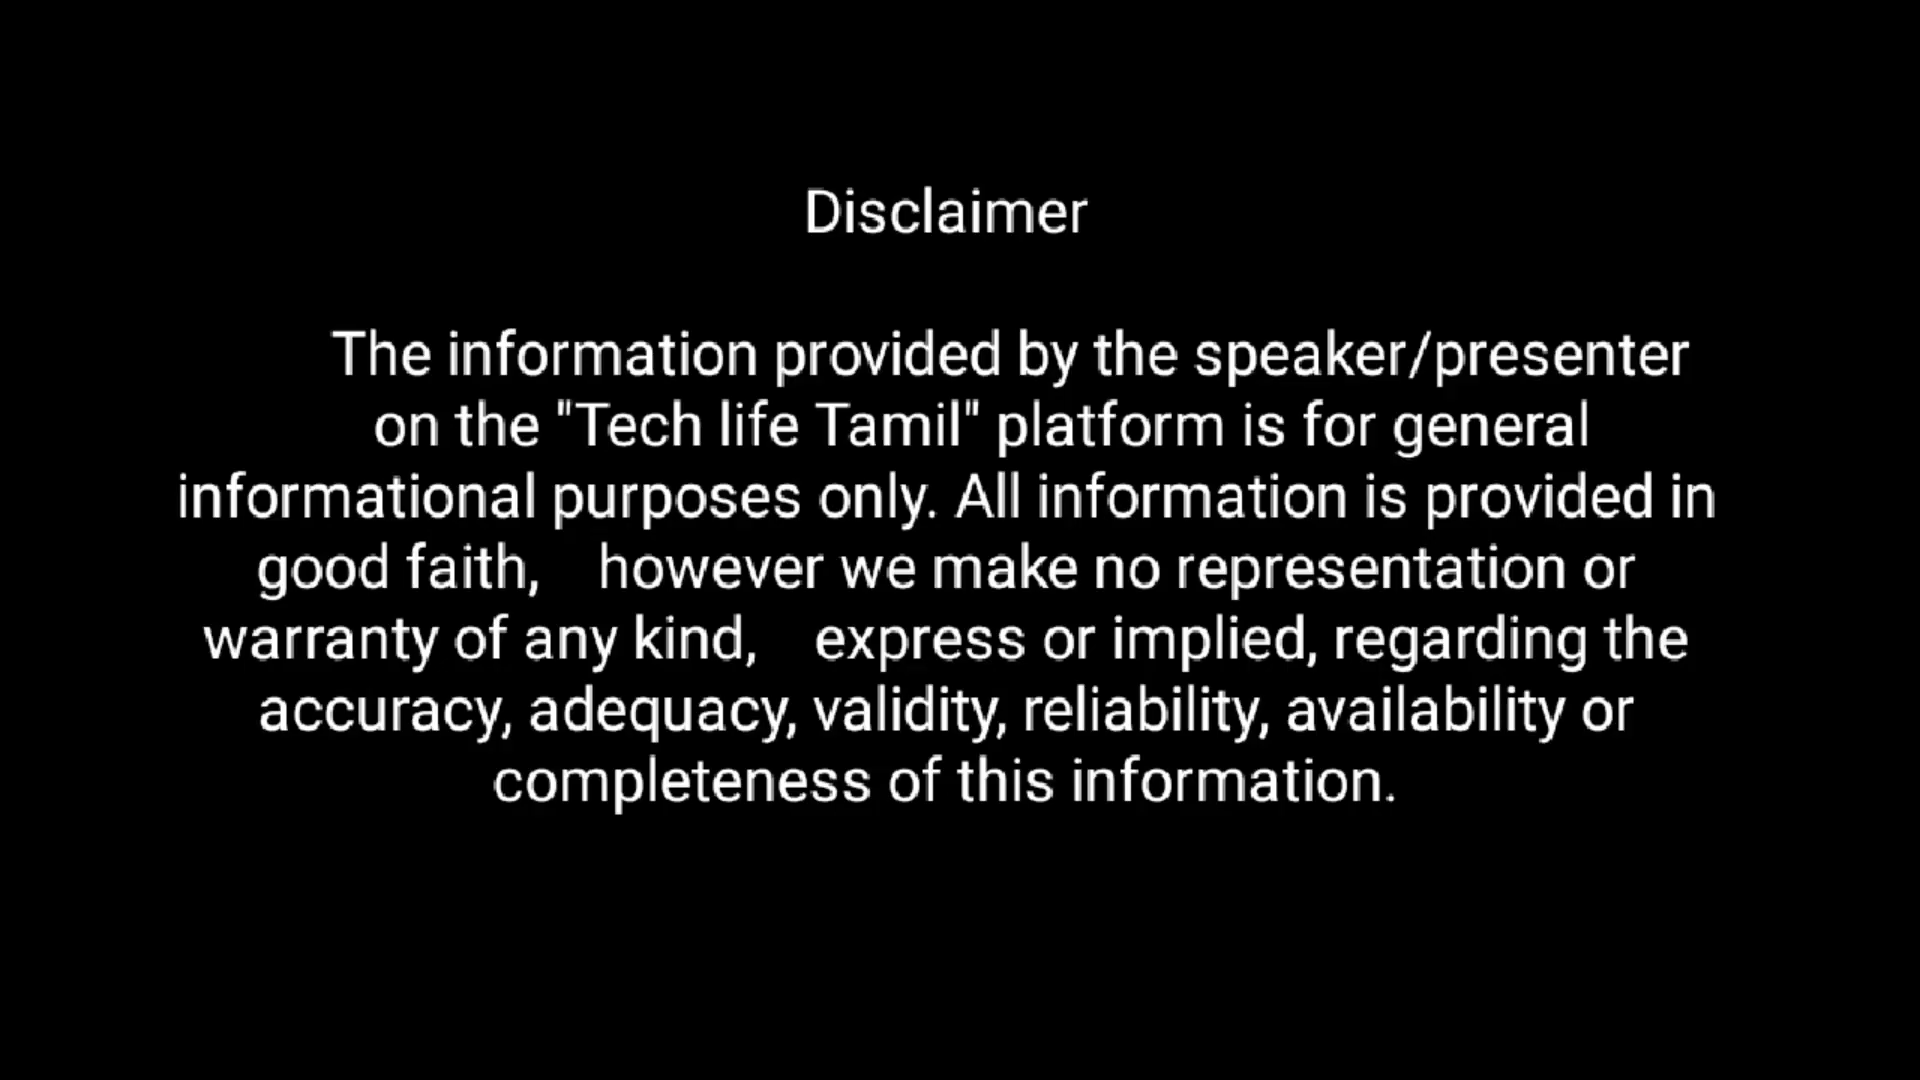 Disclaimer
The information provided by the speaker/presenter
on the "Tech life Tamil" platform is for general
informational purposes only. All information is provided in
good faith, however we make no representation or
warranty of any kind, express or implied, regarding the
accuracy, adequacy, validity, reliability, availability or
completeness of this information.